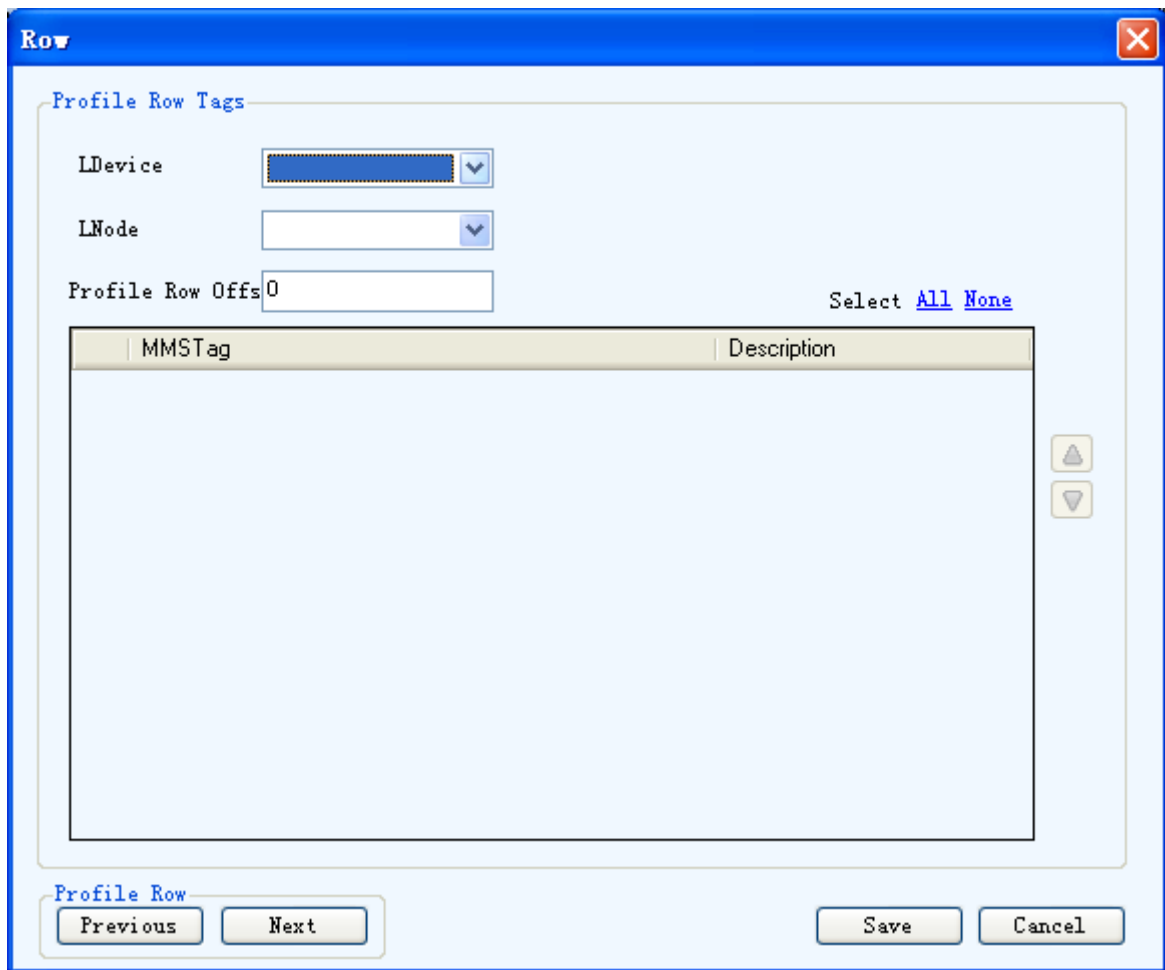 Row
Profile Row Tags
LDevice
LNode
Profile Row Offs 0
Select All None
MMSTag Description
Profile Row
Previous Next Save Cancel